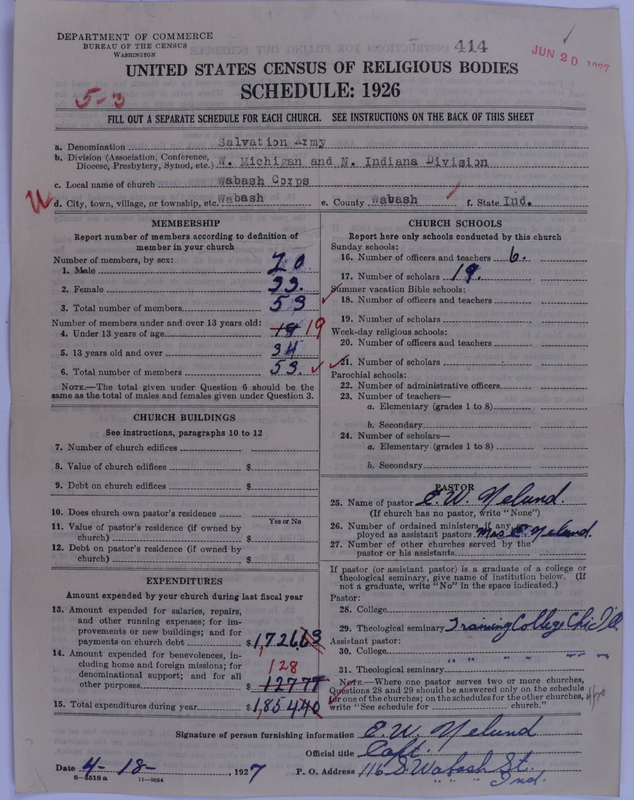 DEPARTMENT OF COMMERCE
BUREAU OF THE CENSUS
WASHINGTON
414
JUN 20 1927
UNITED STATES CENSUS OF RELIGIOUS BODIES
SCHEDULE: 1926
5-3
FILL OUT A SEPARATE SCHEDULE FOR EACH CHURCH. SEE INSTRUCTIONS ON THE BACK OF THIS SHEET
a. Denomination Salvation Army
b. Division (Association, Conference, Diocese, Presbytery, Synod, etc.) W. Michigan and N. Indiana Division
c. Local name of church Wabash Corps
d. City, town, village, or township, etc. Wabash e. County Wabash f. State Ind.
MEMBERSHIP
Report number of members according to definition of
member in your church
Number of members, by sex:
1. Male 20
2. Female 33.
3. Total number of members 53
Number of members under and over 13 years old:
4. Under 13 years of age 19 19
5. 13 years old and over 34
6. Total number of members 53.
NOTE.—The total given under Question 6 should be
same as the total of males and females given under Question 3.
CHURCH BUILDINGS
See instructions, paragraphs 10 to 12
7. Number of church edifices
8. Value of church edifices $
9. Debt on church edifices $
10. Does church own pastor's residence
Yes or No
11. Value of pastor's residence (if owned by
church) $
12. Debt on pastor's residence (if owned by
church) $
EXPENDITURES
Amount expended by your church during last fiscal year
13. Amount expended for salaries, repairs,
and other running expenses; for im-
provements or new buildings; and for
payments on church debt $1,726 63
14. Amount expended for benevolences, in-
cluding home and foreign missions; for
denominational support; and for all
other purposes $ 128
127 77
15. Total expenditures during year $1,854 40
CHURCH SCHOOLS
Report here only schools conducted by this church
Sunday schools:
16. Number of officers and teachers 6.
17. Number of scholars 19.
Summer vacation Bible schools:
18. Number of officers and teachers
19. Number of scholars
Week-day religious schools:
20. Number of officers and teachers
21. Number of scholars
Parochial schools:
22. Number of administrative officers
23. Number of teachers—
a. Elementary (grades 1 to 8)
b. Secondary
24. Number of scholars—
a. Elementary (grades 1 to 8)
b. Secondary
PASTOR
25. Name of pastor E. W. Nelund.
(If church has no pastor, write "None")
26. Number of ordained ministers, if any
ployed as assistant pastors Mrs E. Nelund.
27. Number of other churches served by the
pastor or his assistants
If pastor (or assistant pastor) is a graduate of a college or
theological seminary, give name of institution below. (If
not a graduate, write "No" in the space indicated.)
Pastor:
28. College
29. Theological seminary Training College Chic Ill.
Assistant pastor:
30. College
31. Theological seminary " " " "
NOTE.—Where one pastor serves two or more churches,
Questions 28 and 29 should be answered only on the schedule
for one of the churches; on the schedules for the other churches,
write "See schedule for church."
Signature of person furnishing information E. W. Nelund
Official title Capt.
Date 4-18- 1927 P. O. Address 116 S. Wabash St.
Ind.
8-5518 a 11-9054